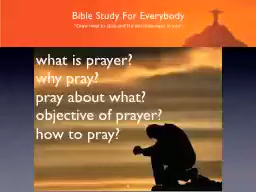 Bible Study For Everybody
what is prayer?
why pray?
pray about what?
objective of prayer?
how to pray?